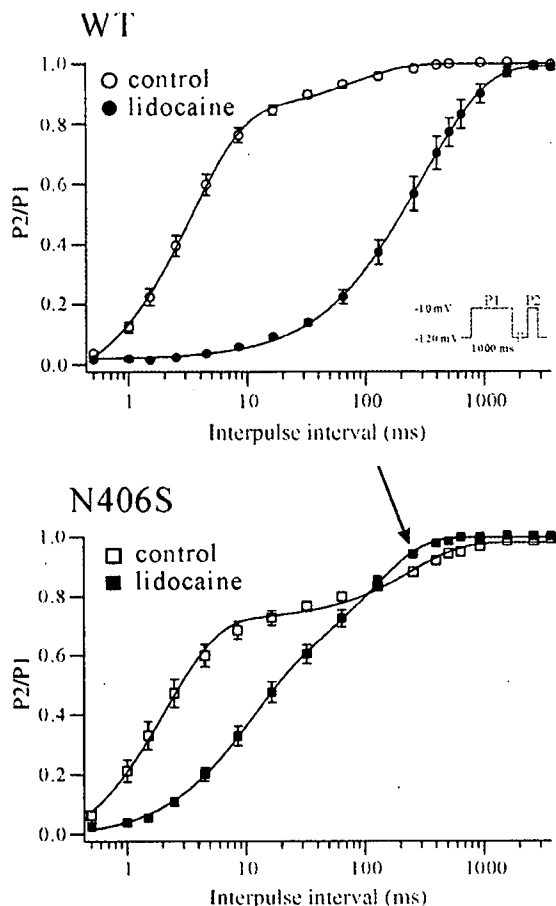 WT
control
lidocaine
1.0
0.8
0.6
0.4
0.2
0.0
P2/P1
P1
P2
-10 mV
-120 mV
1000 ms
1
10
100
1000
Interpulse interval (ms)
N406S
control
lidocaine
1.0
0.8
0.6
0.4
0.2
0.0
P2/P1
1
10
100
1000
Interpulse interval (ms)